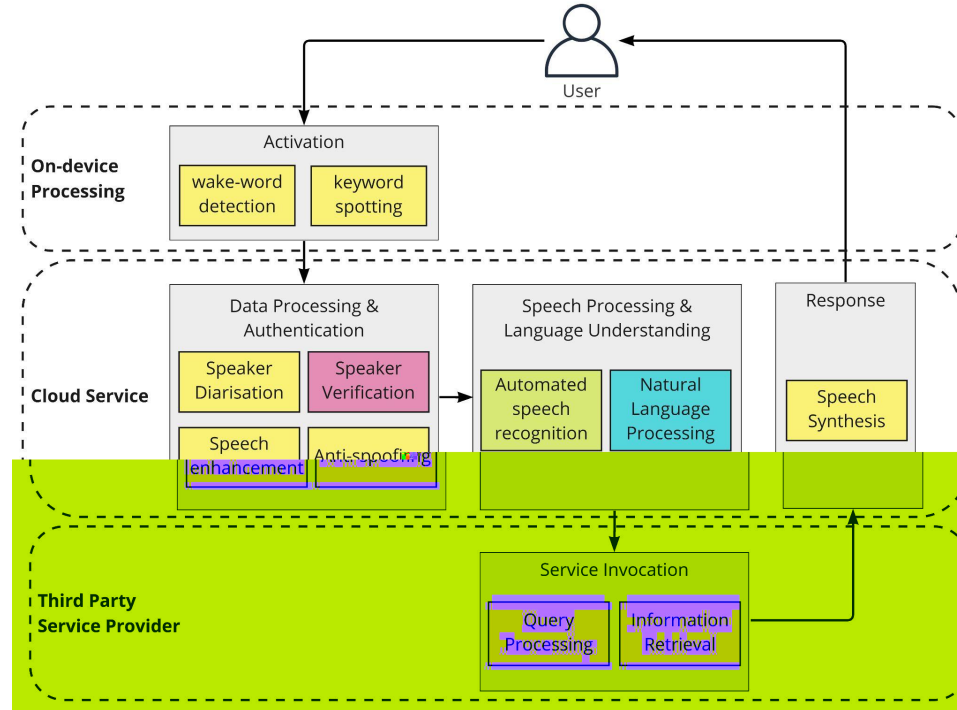 User
On-device
Processing
Activation
wake-word
detection
keyword
spotting
Cloud Service
Data Processing &
Authentication
Speaker
Diarisation
Speaker
Verification
Speech
enhancement
Anti-spoofing
Speech Processing &
Language Understanding
Automated
speech
recognition
Natural
Language
Processing
Response
Speech
Synthesis
Third Party
Service Provider
Service Invocation
Query
Processing
Information
Retrieval